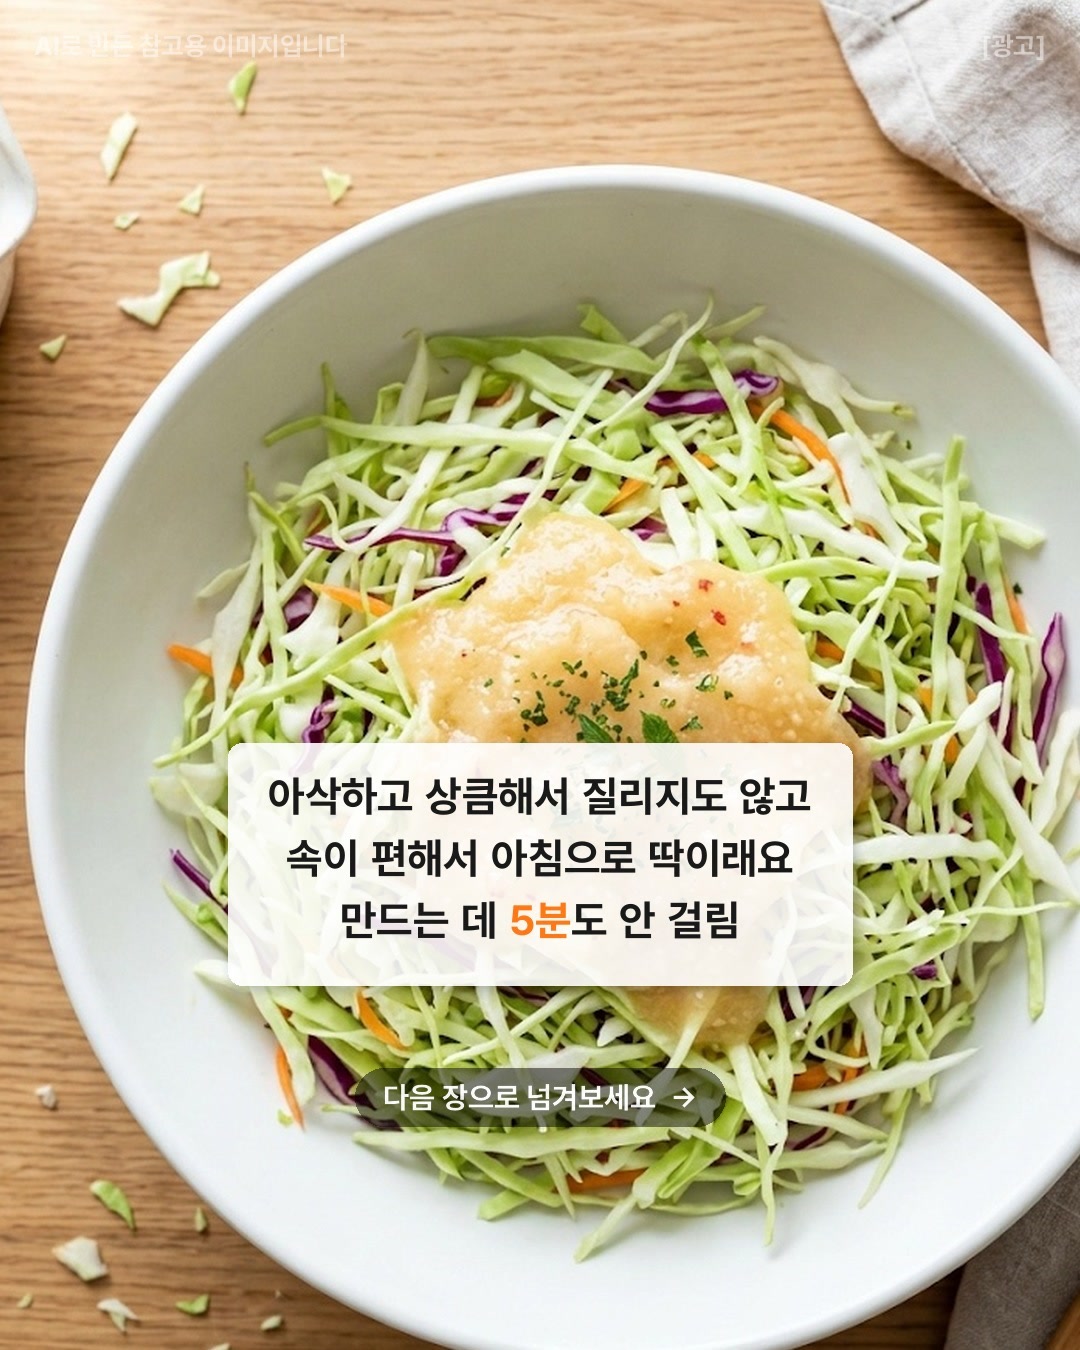 AI로 만든 참고용 이미지입니다
[광고]
아삭하고 상큼해서 질리지도 않고
속이 편해서 아침으로 딱이래요
만드는 데 5분도 안 걸림
다음 장으로 넘겨보세요 →